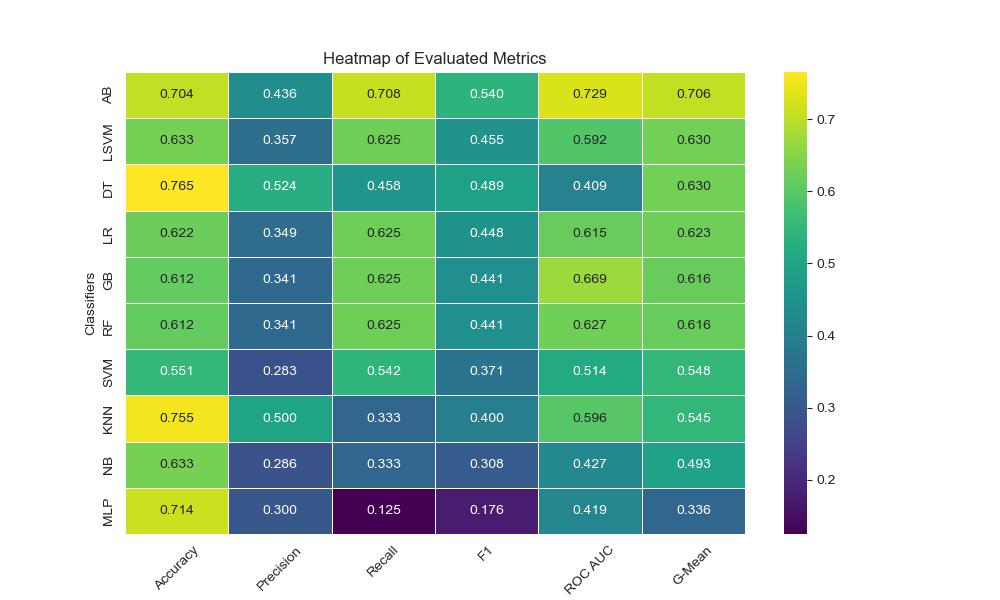 Heatmap of Evaluated Metrics
Classifiers
AB 0.704 0.436 0.708 0.540 0.729 0.706
LSVM 0.633 0.357 0.625 0.455 0.592 0.630
DT 0.765 0.524 0.458 0.489 0.409 0.630
LR 0.622 0.349 0.625 0.448 0.615 0.623
GB 0.612 0.341 0.625 0.441 0.669 0.616
RF 0.612 0.341 0.625 0.441 0.627 0.616
SVM 0.551 0.283 0.542 0.371 0.514 0.548
KNN 0.755 0.500 0.333 0.400 0.596 0.545
NB 0.633 0.286 0.333 0.308 0.427 0.493
MLP 0.714 0.300 0.125 0.176 0.419 0.336
Accuracy Precision Recall F1 ROC AUC G-Mean
0.7
0.6
0.5
0.4
0.3
0.2